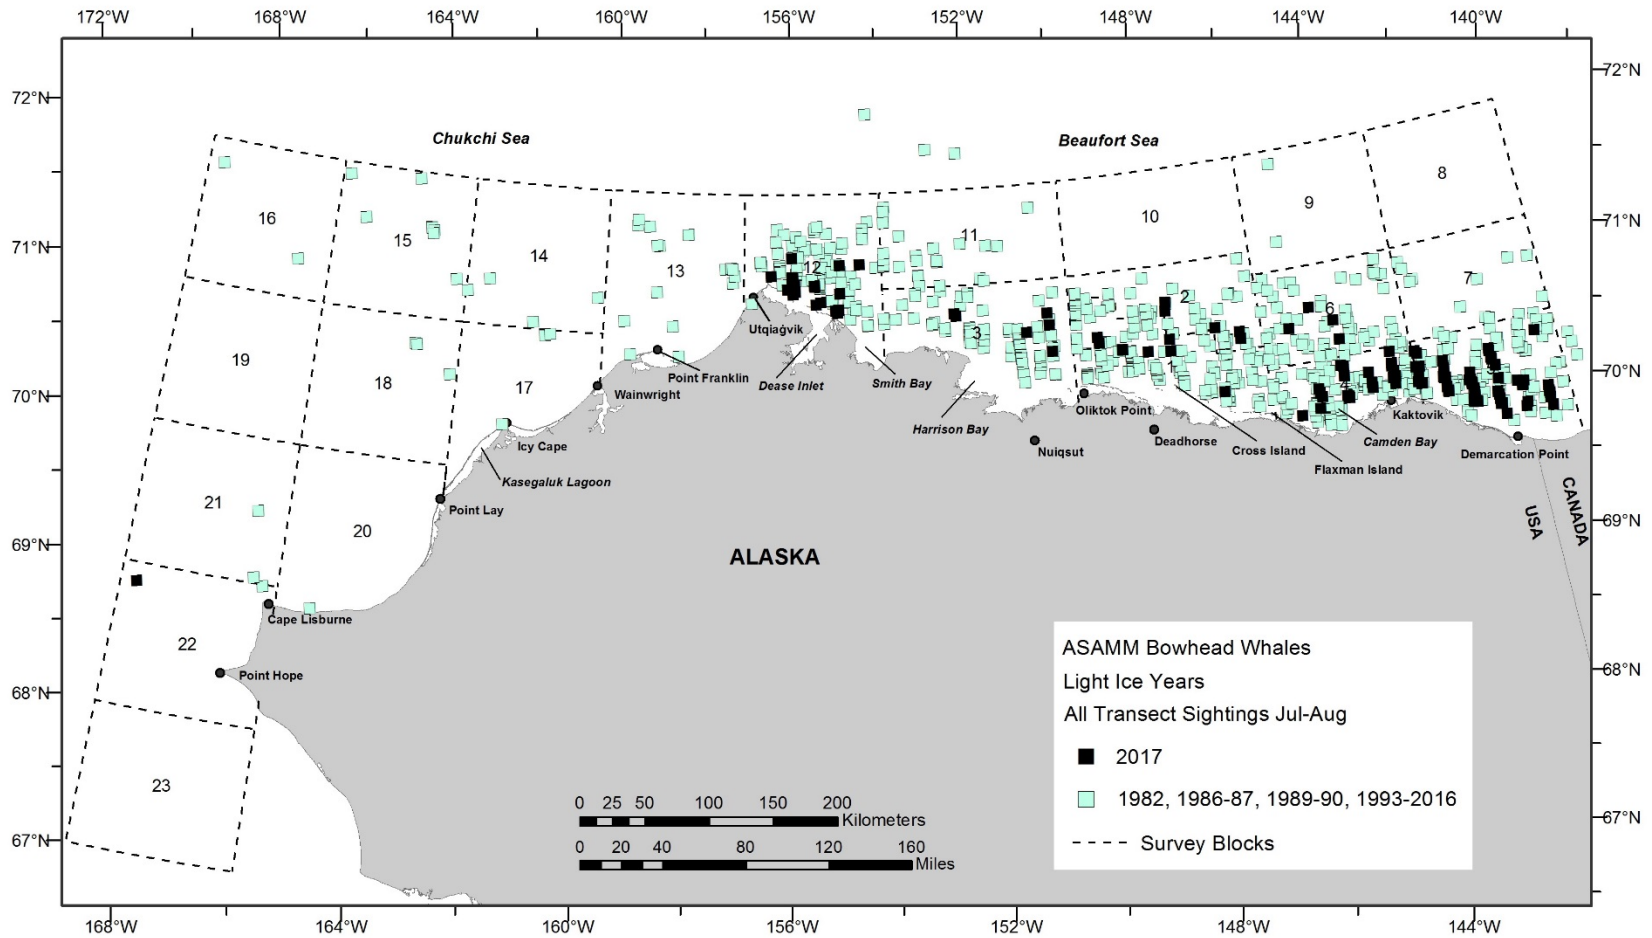 172°W 168°W 164°W 160°W 156°W 152°W 148°W 144°W 140°W
72°N 72°N
Chukchi Sea Beaufort Sea
8
9
10
16
71°N 71°N
15
11
14
13 12
7
2
6
Utqiaġvik
3
19
18
Point Franklin
Dease Inlet
Smith Bay
70°N 70°N
17
Wainwright
4
5
Harrison Bay
Oliktok Point
Kaktovik
Icy Cape
Nuiqsut
Deadhorse
Cross Island
Camden Bay
Demarcation Point
Flaxman Island
Kasegaluk Lagoon
21
Point Lay
20
69°N 69°N
USA
CANADA
ALASKA
Cape Lisburne
22
Point Hope
68°N 68°N
23
67°N 67°N
ASAMM Bowhead Whales
Light Ice Years
All Transect Sightings Jul-Aug
2017
1982, 1986-87, 1989-90, 1993-2016
Survey Blocks
0 25 50 100 150 200
Kilometers
0 20 40 80 120 160
Miles
168°W 164°W 160°W 156°W 152°W 148°W 144°W